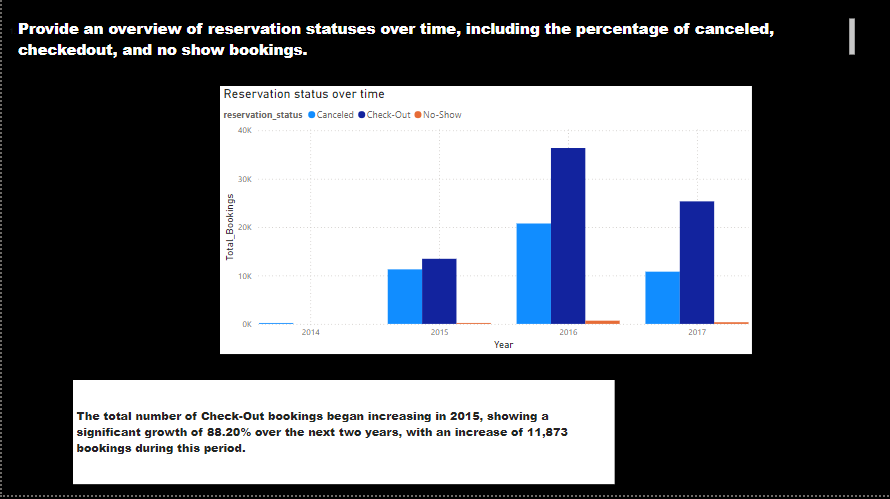 Provide an overview of reservation statuses over time, including the percentage of canceled,
checkedout, and no show bookings.
Reservation status over time
reservation_status Canceled Check-Out No-Show
40K
30K
20K
10K
0K
Total_Bookings
2014 2015 2016 2017
Year
The total number of Check-Out bookings began increasing in 2015, showing a
significant growth of 88.20% over the next two years, with an increase of 11,873
bookings during this period.